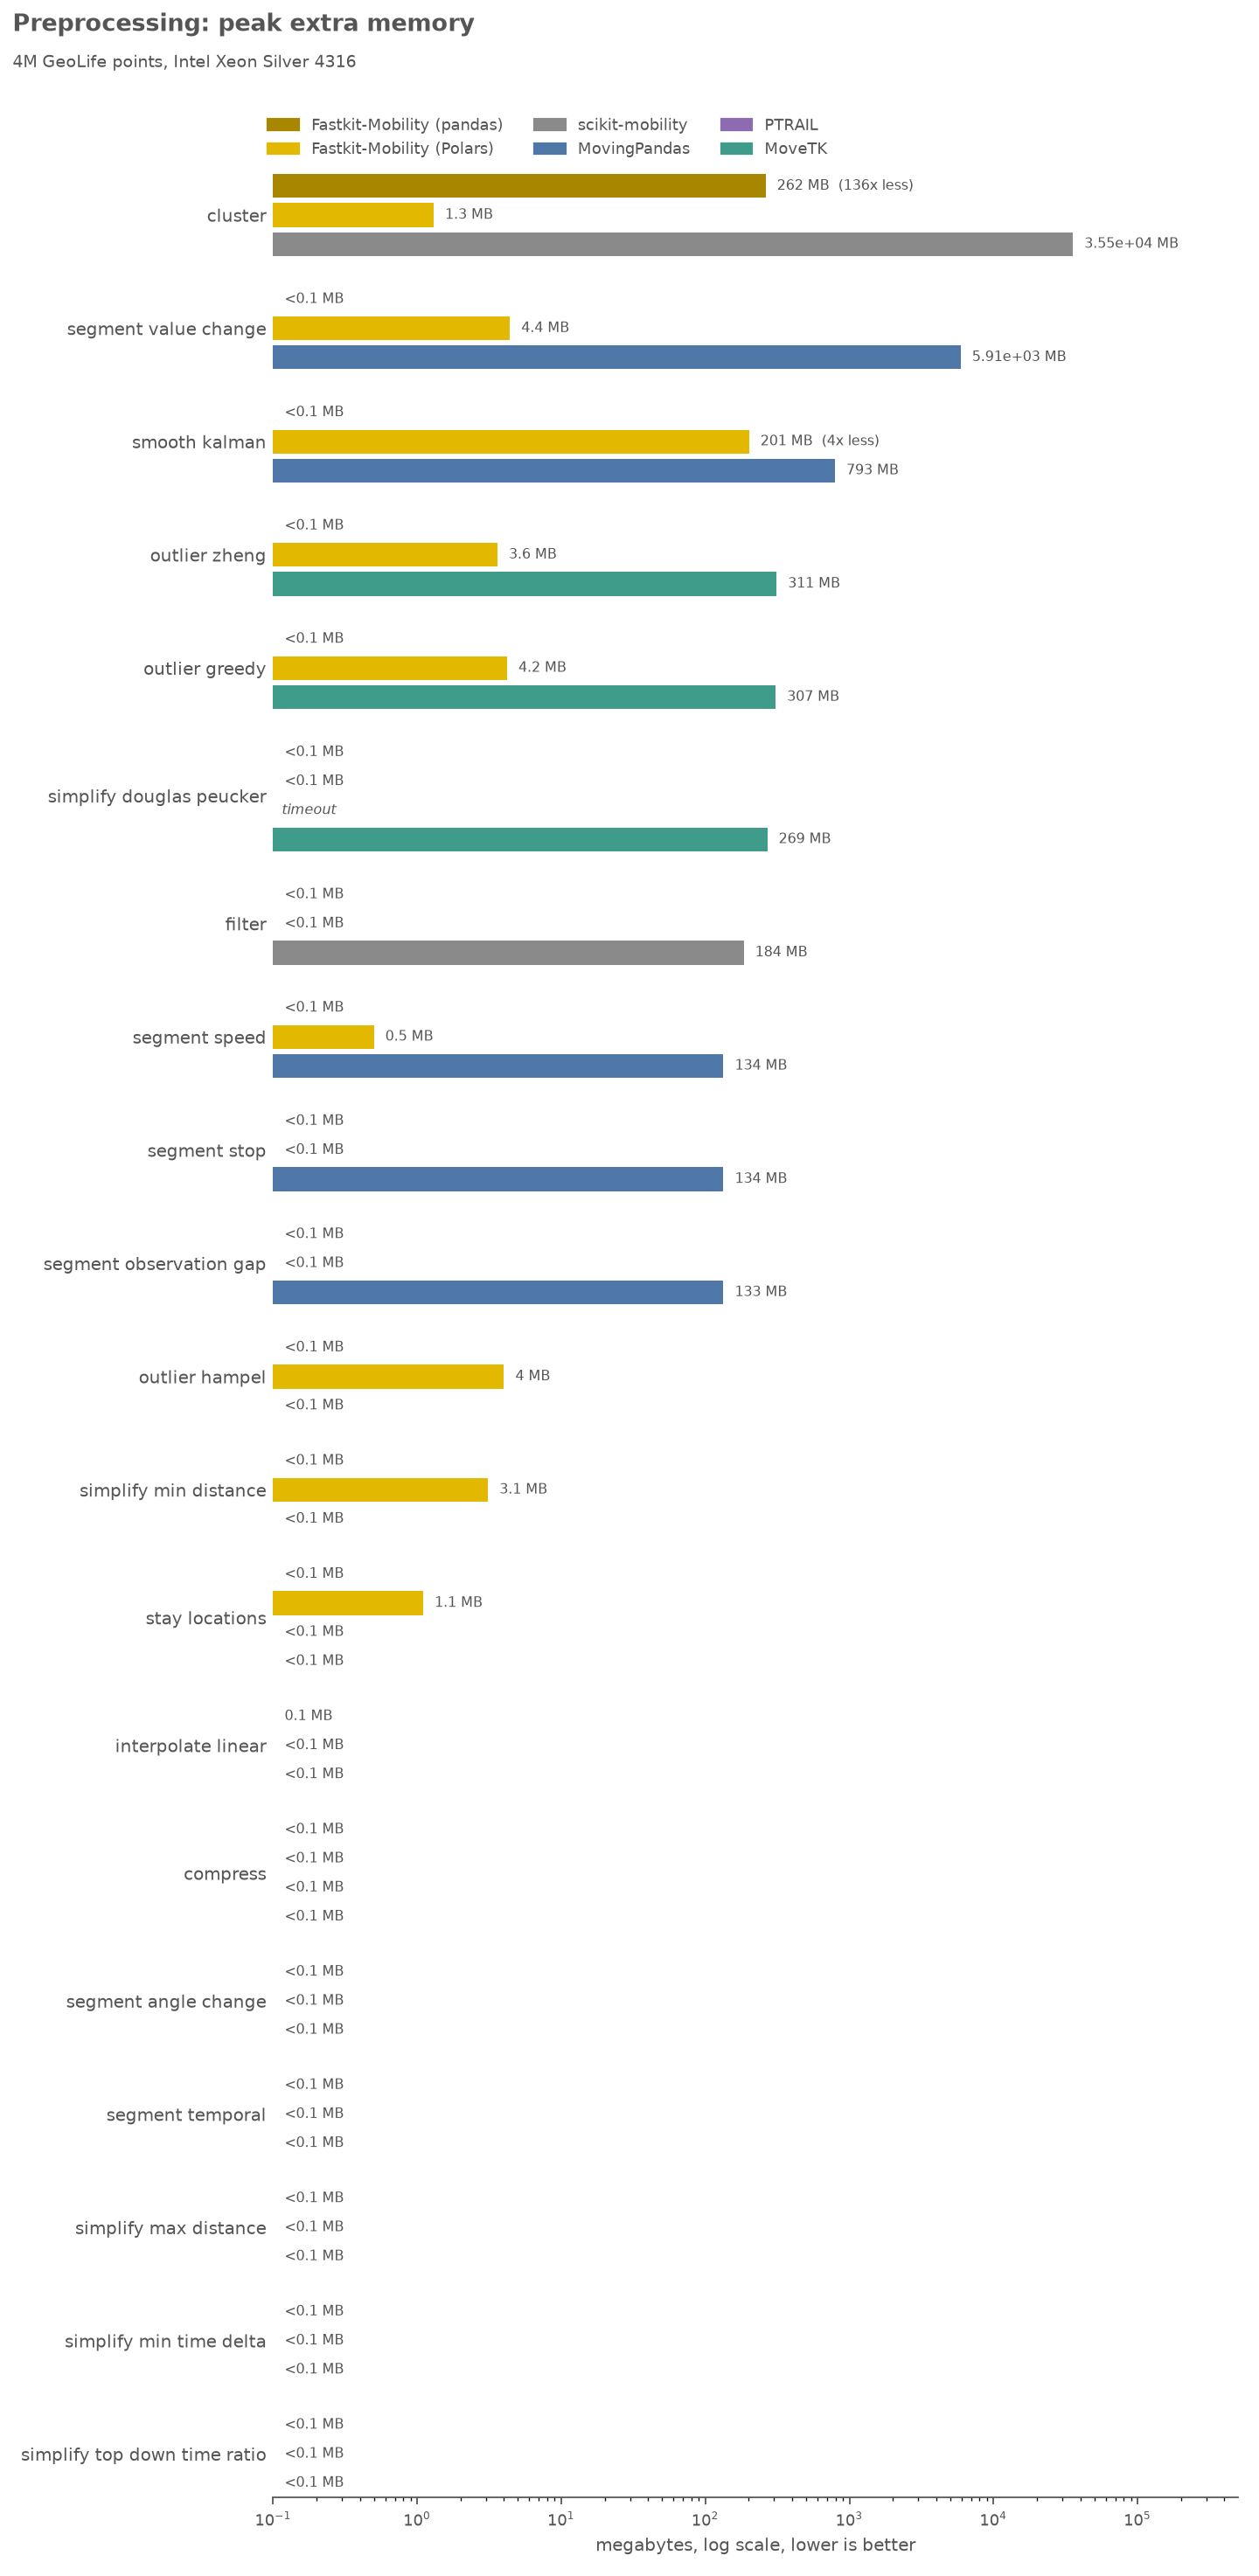 Preprocessing: peak extra memory
4M GeoLife points, Intel Xeon Silver 4316
Fastkit-Mobility (pandas)
Fastkit-Mobility (Polars)
scikit-mobility
MovingPandas
PTRAIL
MoveTK
cluster
262 MB (136x less)
1.3 MB
3.55e+04 MB
segment value change
<0.1 MB
4.4 MB
5.91e+03 MB
smooth kalman
<0.1 MB
201 MB (4x less)
793 MB
outlier zheng
<0.1 MB
3.6 MB
311 MB
outlier greedy
<0.1 MB
4.2 MB
307 MB
simplify douglas peucker
<0.1 MB
<0.1 MB
timeout
269 MB
filter
<0.1 MB
<0.1 MB
184 MB
segment speed
<0.1 MB
0.5 MB
134 MB
segment stop
<0.1 MB
<0.1 MB
134 MB
segment observation gap
<0.1 MB
<0.1 MB
133 MB
outlier hampel
<0.1 MB
4 MB
<0.1 MB
simplify min distance
<0.1 MB
3.1 MB
<0.1 MB
stay locations
<0.1 MB
1.1 MB
<0.1 MB
<0.1 MB
interpolate linear
0.1 MB
<0.1 MB
<0.1 MB
compress
<0.1 MB
<0.1 MB
<0.1 MB
<0.1 MB
segment angle change
<0.1 MB
<0.1 MB
<0.1 MB
segment temporal
<0.1 MB
<0.1 MB
<0.1 MB
simplify max distance
<0.1 MB
<0.1 MB
<0.1 MB
simplify min time delta
<0.1 MB
<0.1 MB
<0.1 MB
simplify top down time ratio
<0.1 MB
<0.1 MB
<0.1 MB
10⁻¹ 10⁰ 10¹ 10² 10³ 10⁴ 10⁵
megabytes, log scale, lower is better